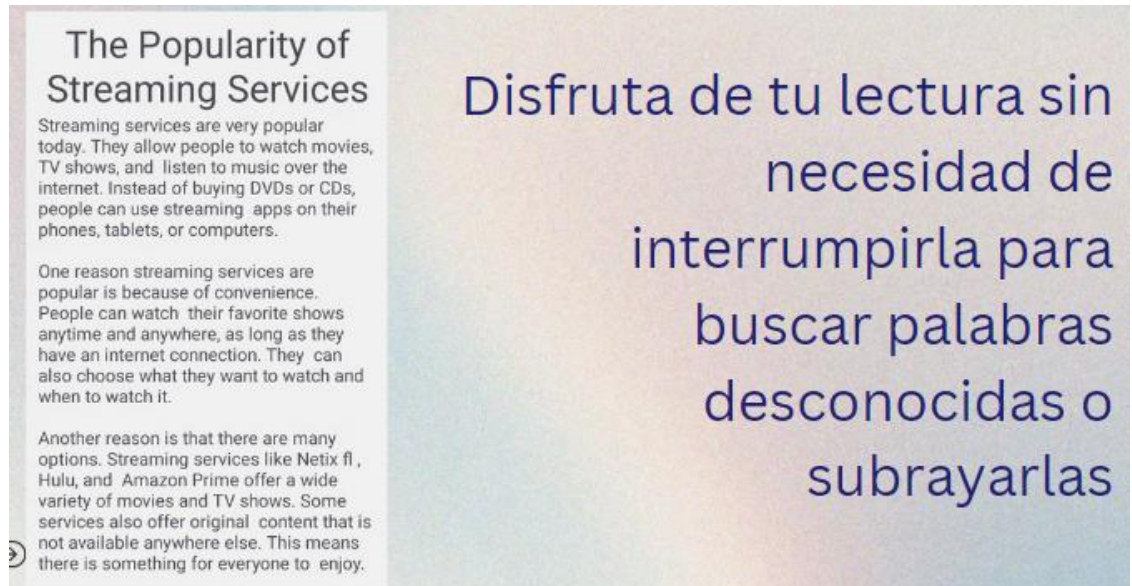 The Popularity of
Streaming Services
Streaming services are very popular
today. They allow people to watch movies,
TV shows, and listen to music over the
internet. Instead of buying DVDs or CDs,
people can use streaming apps on their
phones, tablets, or computers.
One reason streaming services are
popular is because of convenience.
People can watch their favorite shows
anytime and anywhere, as long as they
have an internet connection. They can
also choose what they want to watch and
when to watch it.
Another reason is that there are many
options. Streaming services like Netix fl ,
Hulu, and Amazon Prime offer a wide
variety of movies and TV shows. Some
services also offer original content that is
not available anywhere else. This means
there is something for everyone to enjoy.
Disfruta de tu lectura sin
necesidad de
interrumpirla para
buscar palabras
desconocidas o
subrayarlas